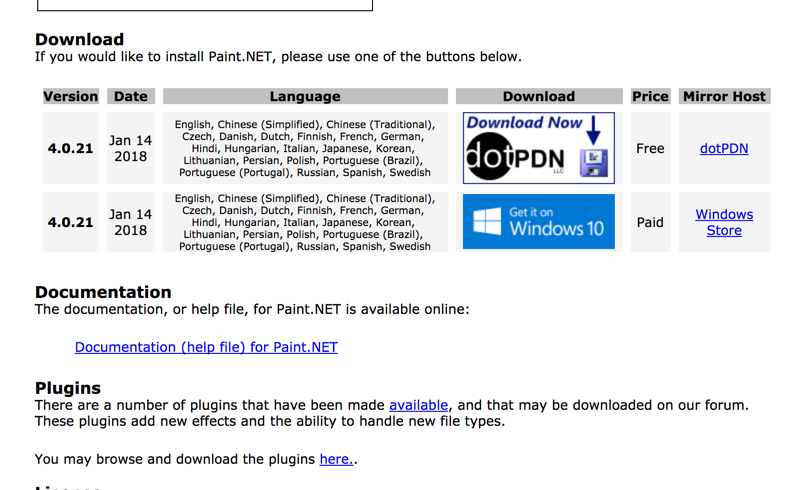 Download
If you would like to install Paint.NET, please use one of the buttons below.
Version Date Language Download Price Mirror Host
4.0.21
Jan 14
2018
English, Chinese (Simplified), Chinese (Traditional),
Czech, Danish, Dutch, Finnish, French, German,
Hindi, Hungarian, Italian, Japanese, Korean,
Lithuanian, Persian, Polish, Portuguese (Brazil),
Portuguese (Portugal), Russian, Spanish, Swedish
Download Now
dotPDN
LLC
Free
dotPDN
4.0.21
Jan 14
2018
English, Chinese (Simplified), Chinese (Traditional),
Czech, Danish, Dutch, Finnish, French, German,
Hindi, Hungarian, Italian, Japanese, Korean,
Lithuanian, Persian, Polish, Portuguese (Brazil),
Portuguese (Portugal), Russian, Spanish, Swedish
Get it on
Windows 10
Paid
Windows
Store
Documentation
The documentation, or help file, for Paint.NET is available online:
Documentation (help file) for Paint.NET
Plugins
There are a number of plugins that have been made available, and that may be downloaded on our forum.
These plugins add new effects and the ability to handle new file types.
You may browse and download the plugins here..